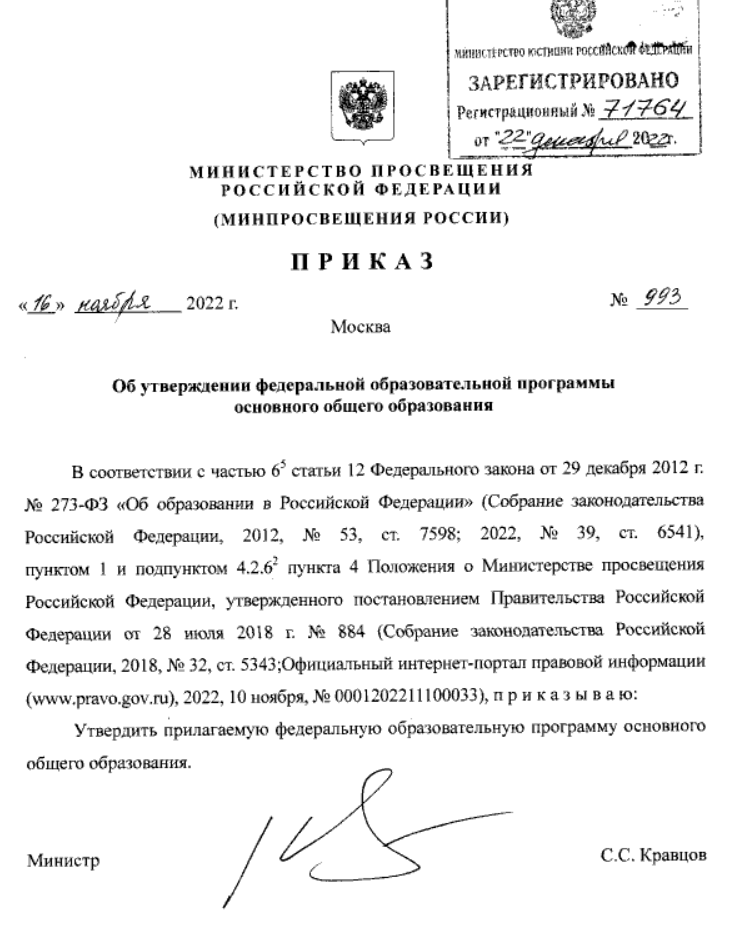 МИНИСТЕРСТВО ЮСТИЦИИ РОССИЙСКОЙ ФЕДЕРАЦИИ
ЗАРЕГИСТРИРОВАНО
Регистрационный № 71764
от "22" декабря 2022г.
МИНИСТЕРСТВО ПРОСВЕЩЕНИЯ
РОССИЙСКОЙ ФЕДЕРАЦИИ
(МИНПРОСВЕЩЕНИЯ РОССИИ)
ПРИКАЗ
«16» ноября 2022 г.
№ 993
Москва
Об утверждении федеральной образовательной программы
основного общего образования
В соответствии с частью 6⁵ статьи 12 Федерального закона от 29 декабря 2012 г.
№ 273-ФЗ «Об образовании в Российской Федерации» (Собрание законодательства
Российской Федерации, 2012, № 53, ст. 7598; 2022, № 39, ст. 6541),
пунктом 1 и подпунктом 4.2.6² пункта 4 Положения о Министерстве просвещения
Российской Федерации, утвержденного постановлением Правительства Российской
Федерации от 28 июля 2018 г. № 884 (Собрание законодательства Российской
Федерации, 2018, № 32, ст. 5343;Официальный интернет-портал правовой информации
(www.pravo.gov.ru), 2022, 10 ноября, № 0001202211100033), п р и к а з ы в а ю:
Утвердить прилагаемую федеральную образовательную программу основного
общего образования.
Министр
С.С. Кравцов